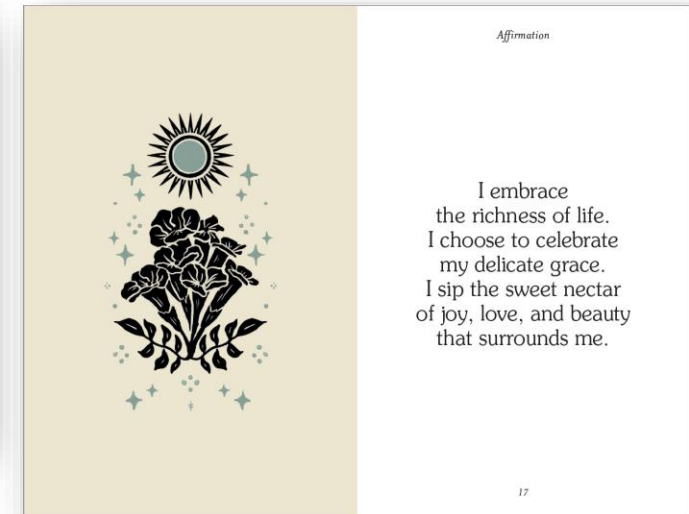 Affirmation
I embrace
the richness of life.
I choose to celebrate
my delicate grace.
I sip the sweet nectar
of joy, love, and beauty
that surrounds me.
17